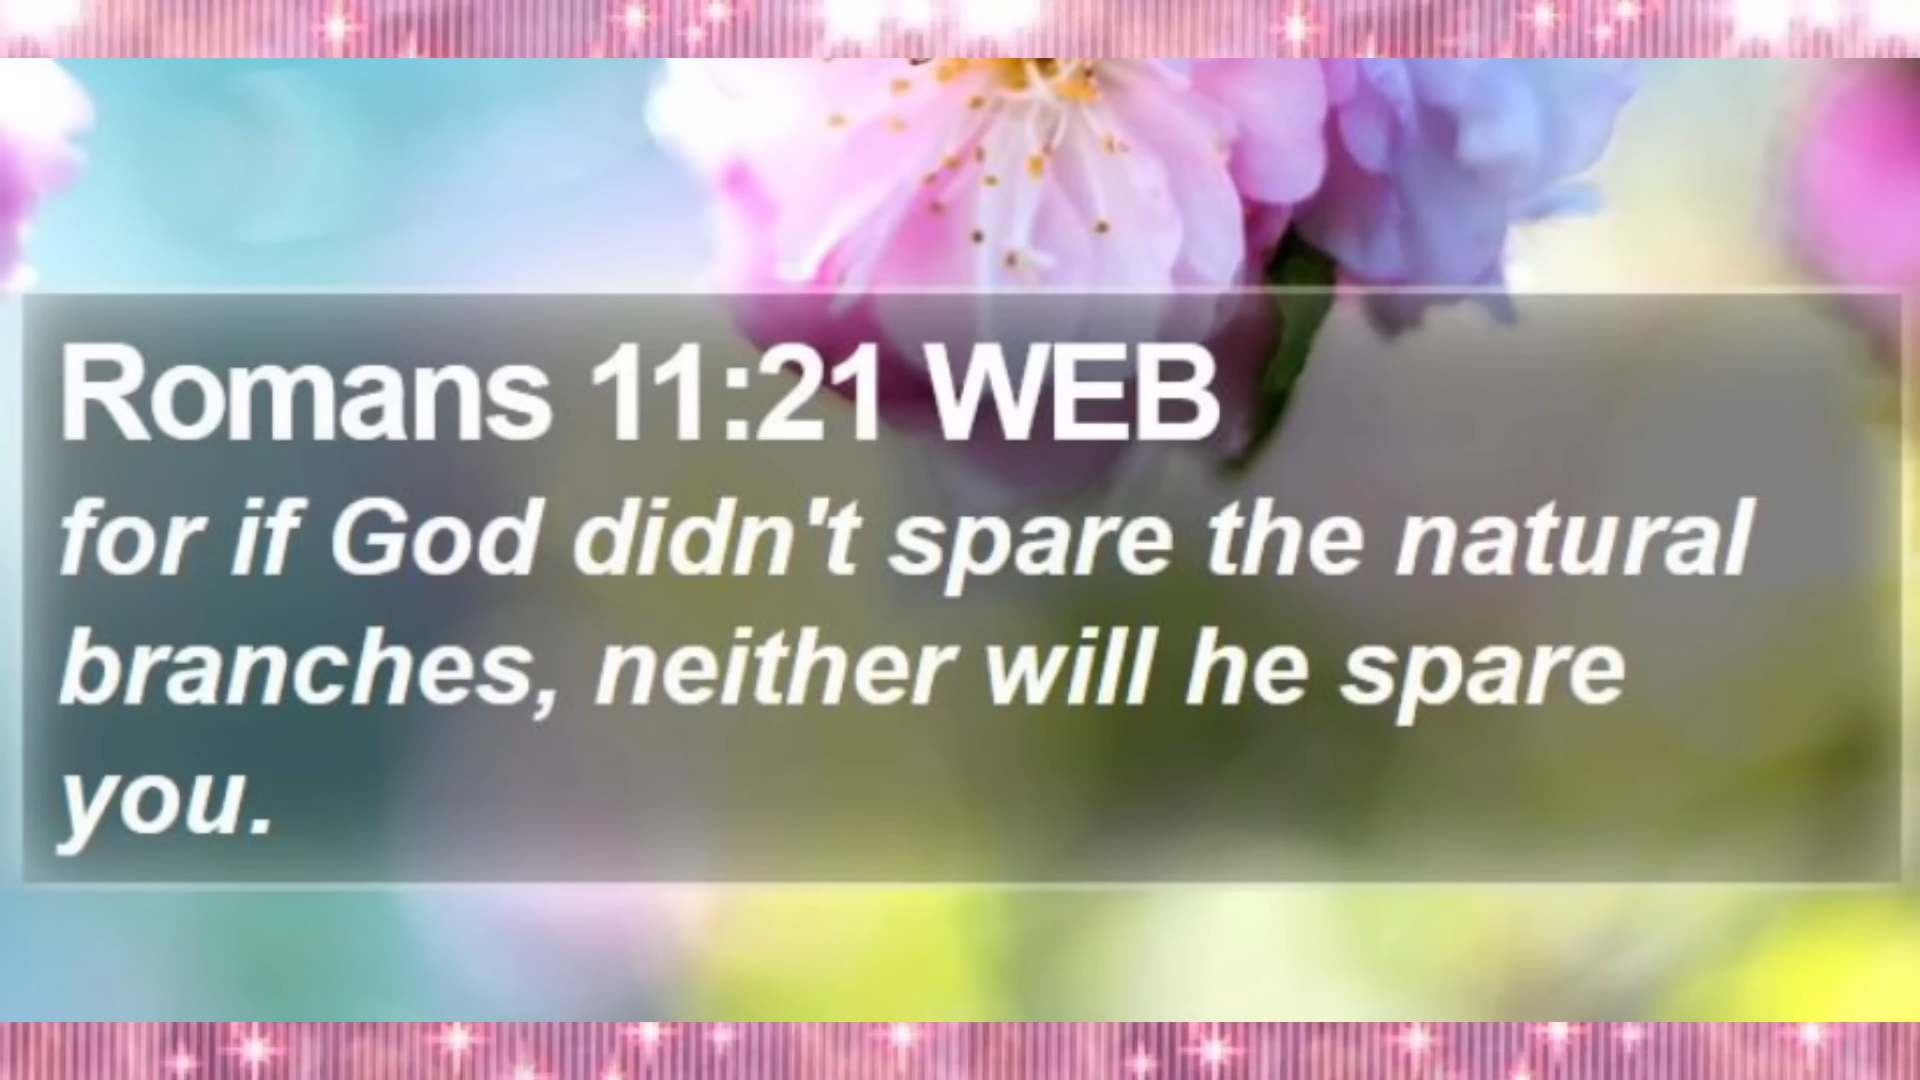 Romans 11:21 WEB
for if God didn't spare the natural
branches, neither will he spare
you.